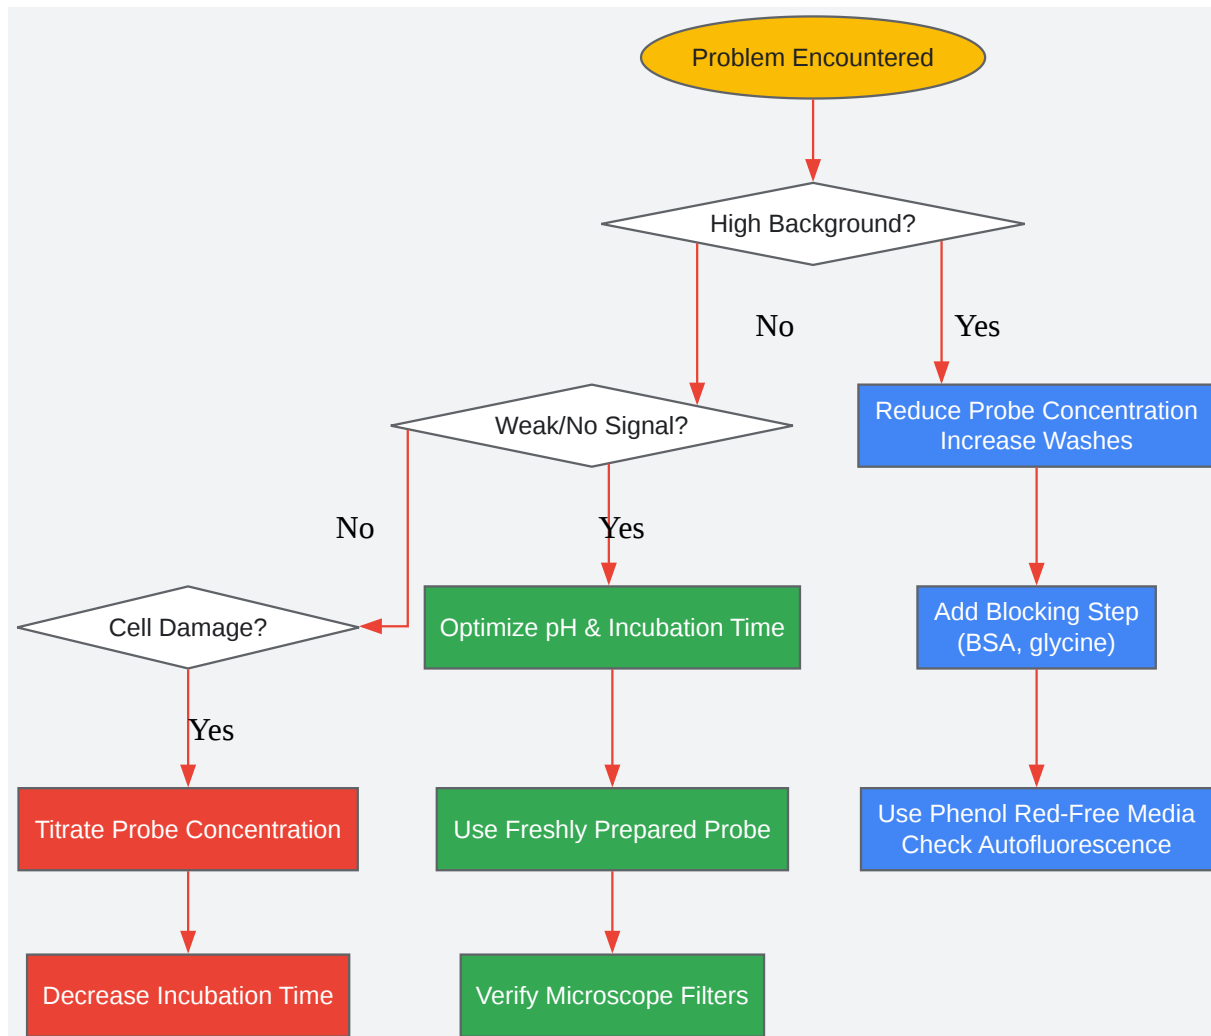 Problem Encountered
High Background?
No
Yes
Weak/No Signal?
Reduce Probe Concentration
Increase Washes
No
Yes
Cell Damage?
Optimize pH & Incubation Time
Add Blocking Step
(BSA, glycine)
Yes
Titrate Probe Concentration
Use Freshly Prepared Probe
Use Phenol Red-Free Media
Check Autofluorescence
Decrease Incubation Time
Verify Microscope Filters